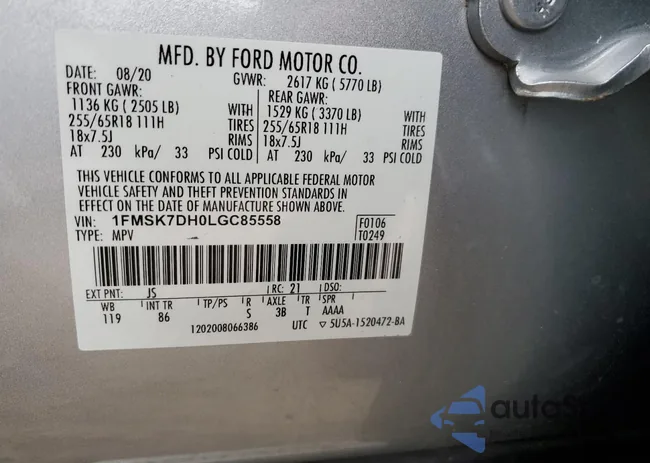 MFD. BY FORD MOTOR CO.
DATE: 08/20 GVWR: 2617 KG ( 5770 LB)
FRONT GAWR: REAR GAWR:
1136 KG ( 2505 LB) WITH 1529 KG ( 3370 LB) WITH
255/65R18 111H TIRES 255/65R18 111H TIRES
18x7.5J RIMS 18x7.5J RIMS
AT 230 kPa/ 33 PSI COLD AT 230 kPa/ 33 PSI COLD
THIS VEHICLE CONFORMS TO ALL APPLICABLE FEDERAL MOTOR
VEHICLE SAFETY AND THEFT PREVENTION STANDARDS IN
EFFECT ON THE DATE OF MANUFACTURE SHOWN ABOVE.
VIN: 1FMSK7DH0LGC85558 F0106
TYPE: MPV T0249
EXT PNT: JS RC: 21 DSO:
WB INT TR TP/PS R AXLE TR SPR
119 86 S 3B T AAAA
1202008066386 UTC ▽ 5U5A-1520472-BA